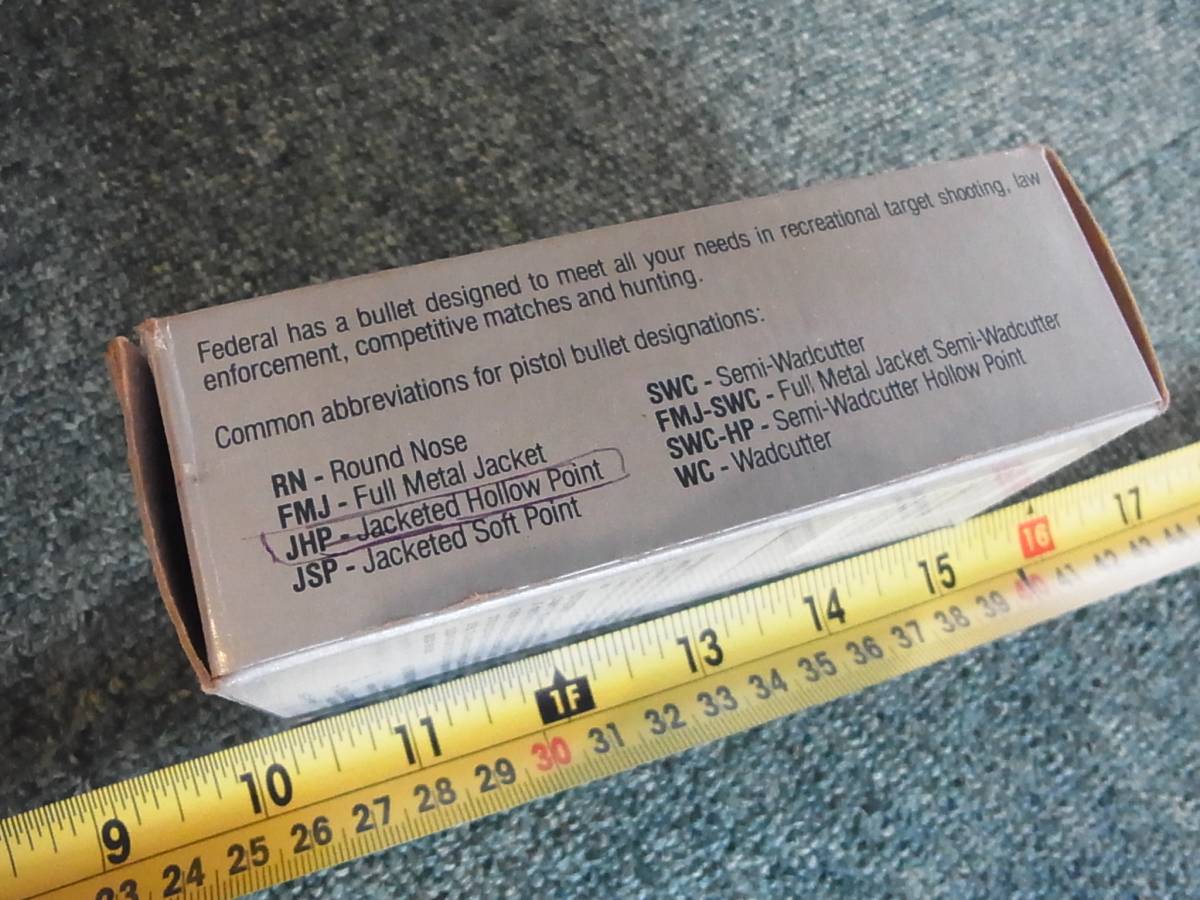 Federal has a bullet designed to meet all your needs in recreational target shooting, law
enforcement, competitive matches and hunting.
Common abbreviations for pistol bullet designations:
RN - Round Nose
FMJ - Full Metal Jacket
JHP - Jacketed Hollow Point
JSP - Jacketed Soft Point
SWC - Semi-Wadcutter
FMJ-SWC - Full Metal Jacket Semi-Wadcutter
SWC-HP - Semi-Wadcutter Hollow Point
WC - Wadcutter
9 10 11 1F 13 14 15 16 17
23 24 25 26 27 28 29 30 31 32 33 34 35 36 37 38 39 40 41 42 43